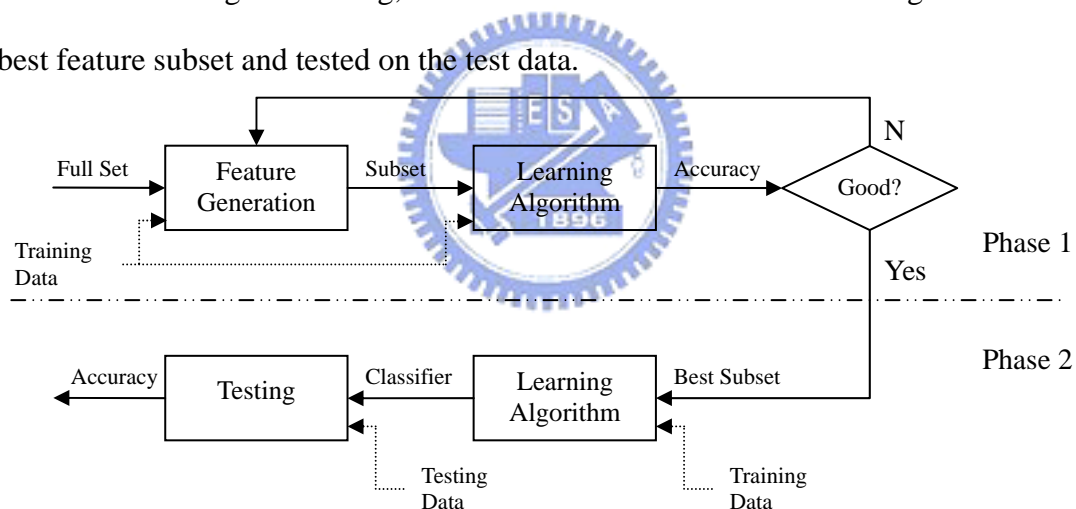 best feature subset and tested on the test data.
E S A
N
Full Set
Feature
Generation
Subset
Learning
Algorithm
Accuracy
Good?
1896
Training
Data
Phase 1
Yes
Phase 2
Accuracy
Testing
Classifier
Learning
Algorithm
Best Subset
Testing
Data
Training
Data